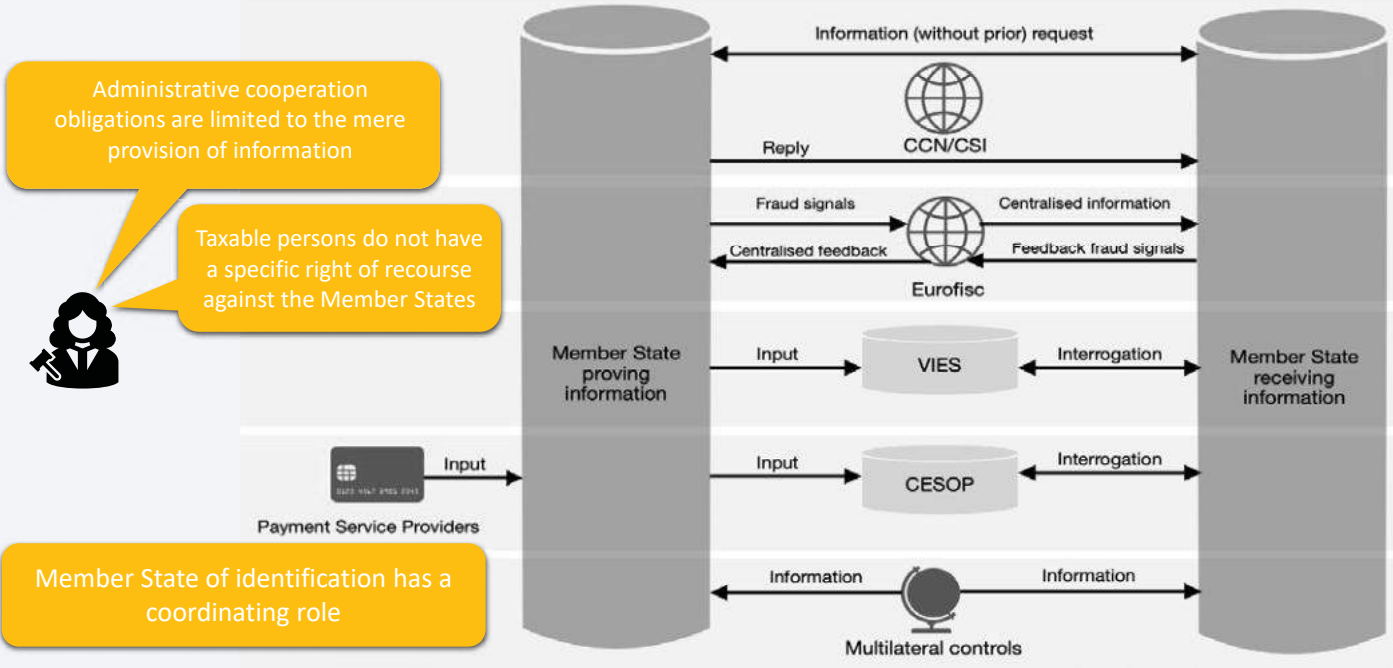 Information (without prior) request
Administrative cooperation
obligations are limited to the mere
provision of information
CCN/CSI
Reply
Fraud signals
Centralised information
Taxable persons do not have
a specific right of recourse
against the Member States
Centralised feedback
Feedback fraud signals
Eurofisc
Member State
proving
information
Input
VIES
Interrogation
Member State
receiving
information
Input
Input
CESOP
Interrogation
Payment Service Providers
Member State of identification has a
coordinating role
Information
Information
Multilateral controls